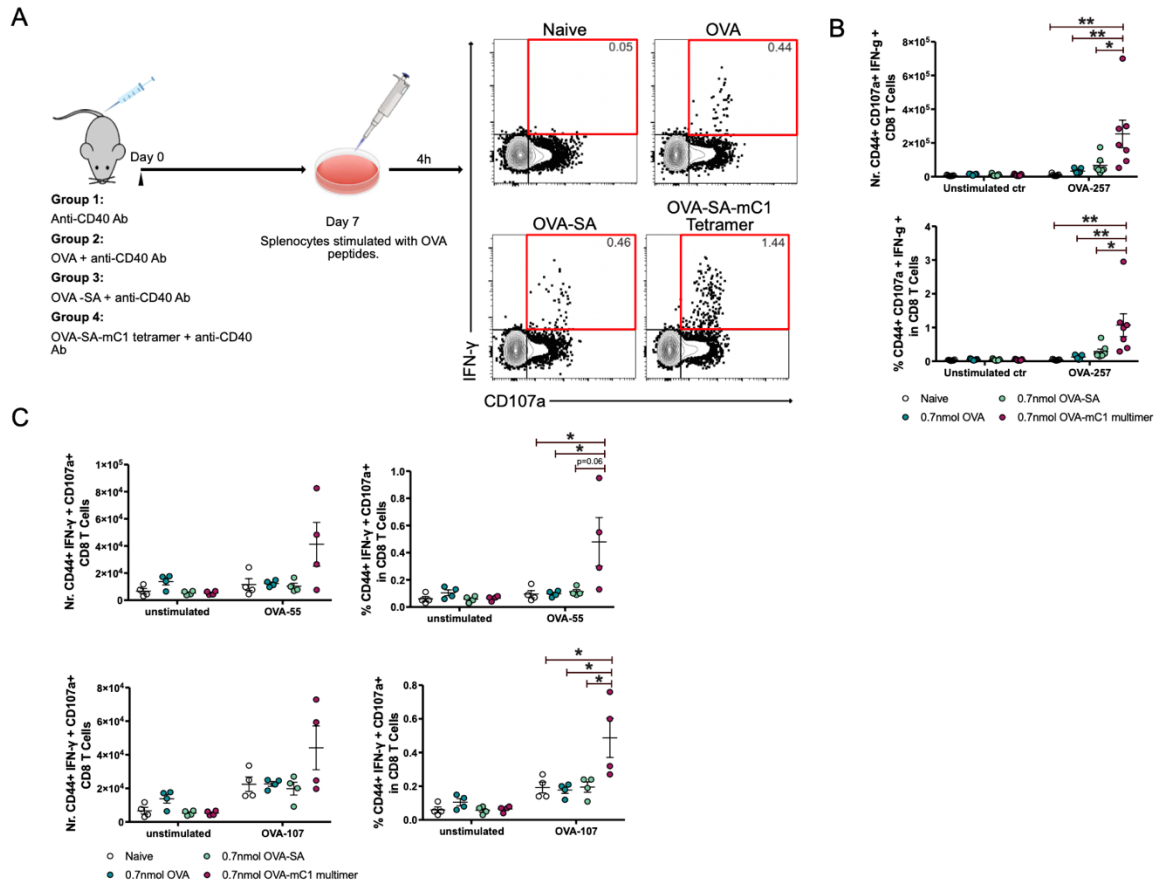 A
Day 0
Group 1:
Anti-CD40 Ab
Group 2:
OVA + anti-CD40 Ab
Group 3:
OVA -SA + anti-CD40 Ab
Group 4:
OVA-SA-mC1 tetramer + anti-CD40
Ab
Day 7
Splenocytes stimulated with OVA
peptides.
4h
Naive
0.05
OVA
0.44
OVA-SA
0.46
OVA-SA-mC1
Tetramer
1.44
IFN-γ
CD107a
B
Nr. CD44+ CD107a+ IFN-g +
CD8 T Cells
8×10⁵
6×10⁵
4×10⁵
2×10⁵
0
**
**
*
Unstimulated ctr
OVA-257
% CD44+ CD107a + IFN-g +
in CD8 T Cells
4
3
2
1
0
**
**
*
Unstimulated ctr
OVA-257
Naive
0.7nmol OVA-SA
0.7nmol OVA
0.7nmol OVA-mC1 multimer
C
Nr. CD44+ IFN-γ + CD107a+
CD8 T Cells
1×10⁵
8×10⁴
6×10⁴
4×10⁴
2×10⁴
0
unstimulated
OVA-55
% CD44+ IFN-γ + CD107a+
in CD8 T Cells
1.0
0.8
0.6
0.4
0.2
0.0
*
*
p=0.06
unstimulated
OVA-55
Nr. CD44+ IFN-γ + CD107a+
CD8 T Cells
8×10⁴
6×10⁴
4×10⁴
2×10⁴
0
unstimulated
OVA-107
% CD44+ IFN-γ + CD107a+
in CD8 T Cells
0.8
0.6
0.4
0.2
0.0
*
*
*
unstimulated
OVA-107
Naive
0.7nmol OVA-SA
0.7nmol OVA
0.7nmol OVA-mC1 multimer